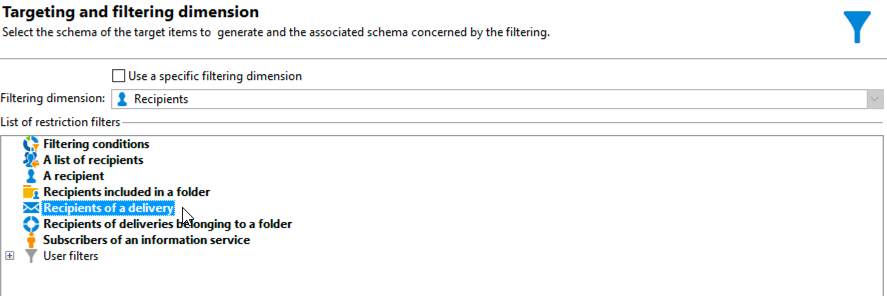 Targeting and filtering dimension
Select the schema of the target items to generate and the associated schema concerned by the filtering.
Use a specific filtering dimension
Filtering dimension: Recipients
List of restriction filters
Filtering conditions
A list of recipients
A recipient
Recipients included in a folder
Recipients of a delivery
Recipients of deliveries belonging to a folder
Subscribers of an information service
User filters